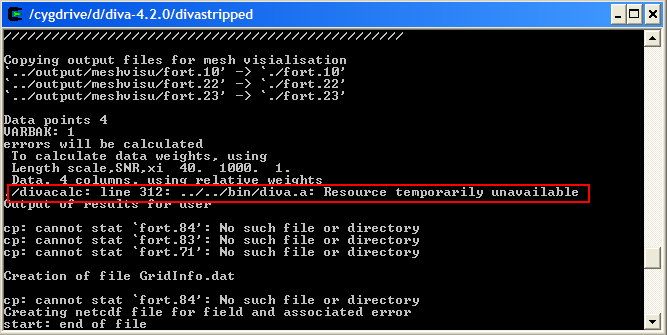 /cygdrive/d/diva-4.2.0/divastripped
//////////////////////////////////////////////////
Copying output files for mesh visialisation
`../output/meshvisu/fort.10' -> `./fort.10'
`../output/meshvisu/fort.22' -> `./fort.22'
`../output/meshvisu/fort.23' -> `./fort.23'
Data points 4
VARBAK: 1
errors will be calculated
To calculate data weights, using
Length scale,SNR,xi 40. 1000. 1.
Data, 4 columns, using relative weights
./divacalc: line 312: ../../bin/diva.a: Resource temporarily unavailable
Output of results for user
cp: cannot stat `fort.84': No such file or directory
cp: cannot stat `fort.83': No such file or directory
cp: cannot stat `fort.71': No such file or directory
Creation of file GridInfo.dat
cp: cannot stat `fort.84': No such file or directory
Creating netcdf file for field and associated error
start: end of file